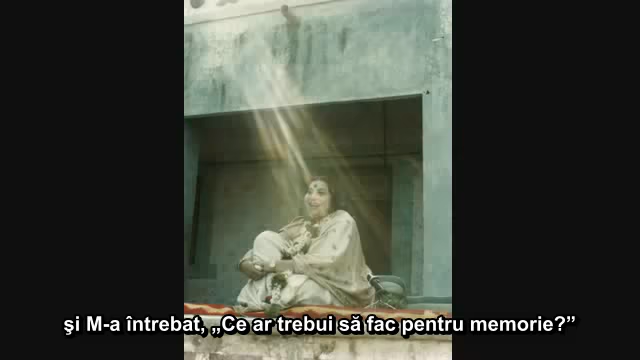 şi M-a întrebat, „Ce ar trebui să fac pentru memorie?”